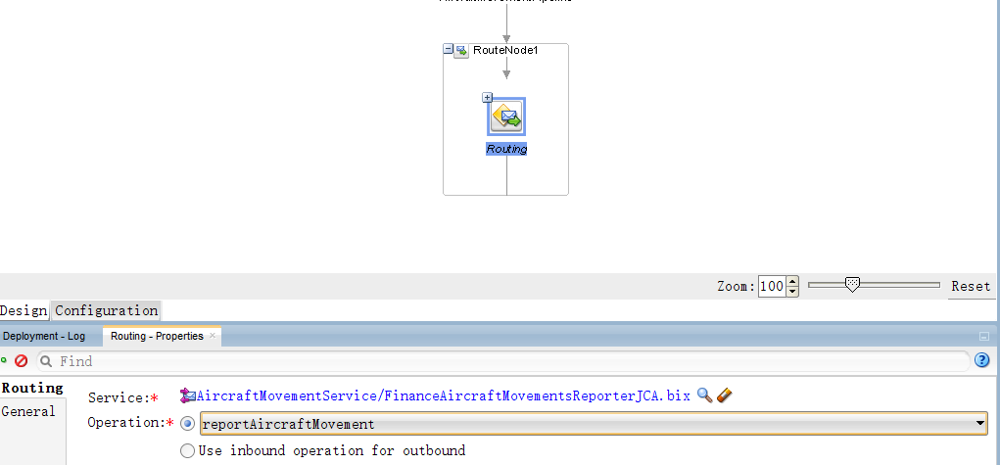 RouteNode1
Routing
Zoom: 100 Reset
Design Configuration
Deployment - Log Routing - Properties
Find
Routing
General
Service:* AircraftMovementService/FinanceAircraftMovementsReporterJCA.bix
Operation:* reportAircraftMovement
Use inbound operation for outbound